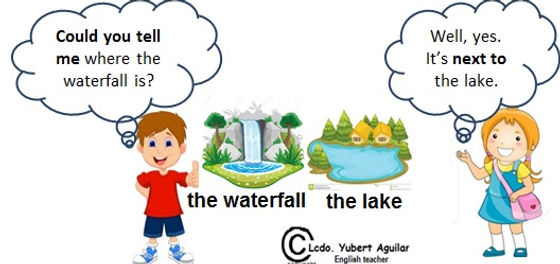 Could you tell
me where the
waterfall is?
Well, yes.
It's next to
the lake.
the waterfall
the lake
C Lcdo. Yubert Aguilar
English teacher